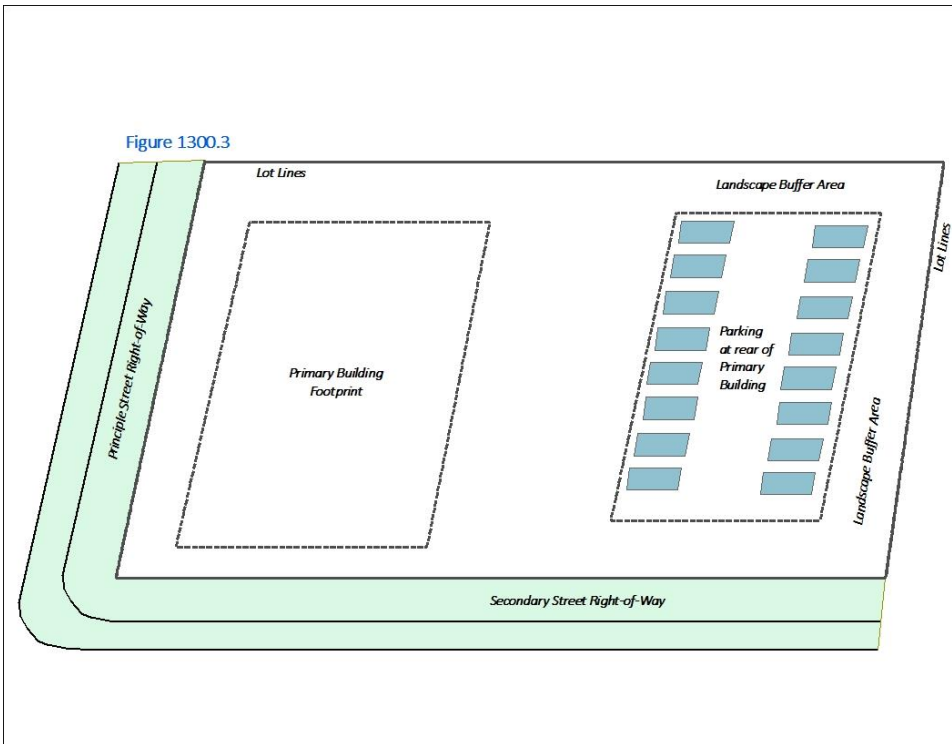 Figure 1300.3
Lot Lines
Landscape Buffer Area
Lot Lines
Principle Street Right-of-Way
Primary Building
Footprint
Parking
at rear of
Primary
Building
Landscape Buffer Area
Secondary Street Right-of-Way